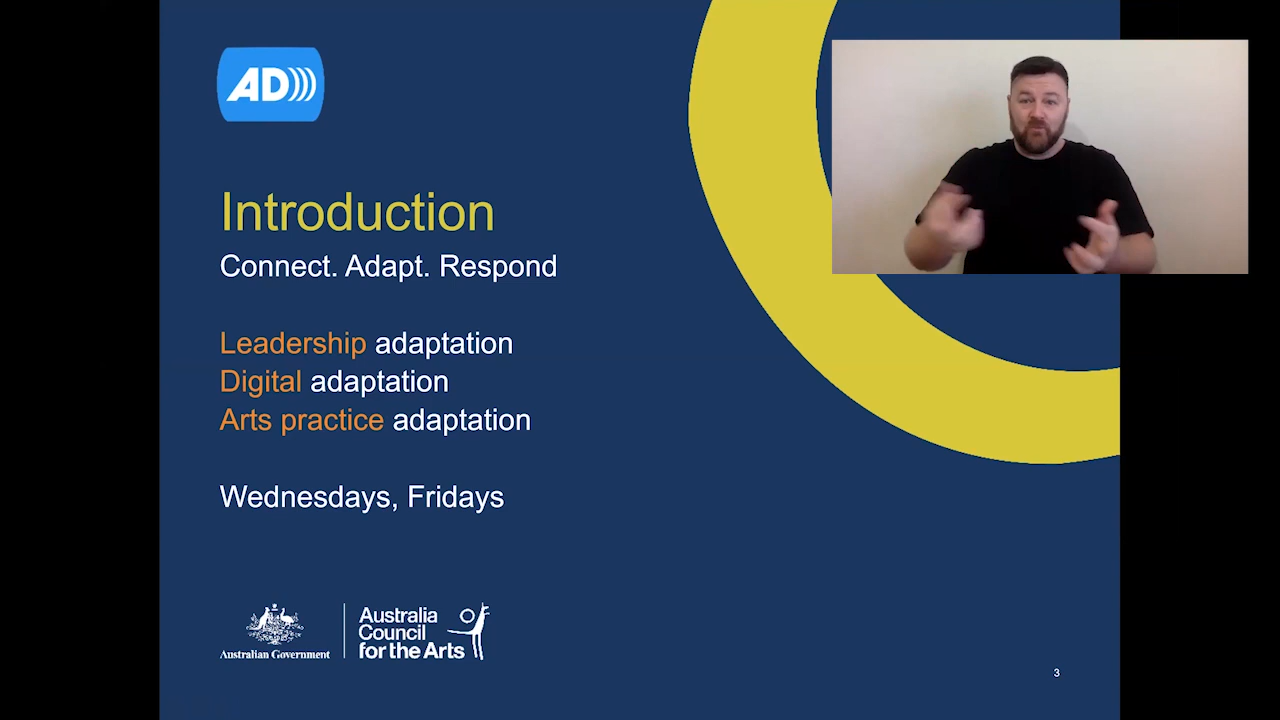 AD)))
Introduction
Connect. Adapt. Respond
Leadership adaptation
Digital adaptation
Arts practice adaptation
Wednesdays, Fridays
Australian Government
Australia
Council
for the Arts
3